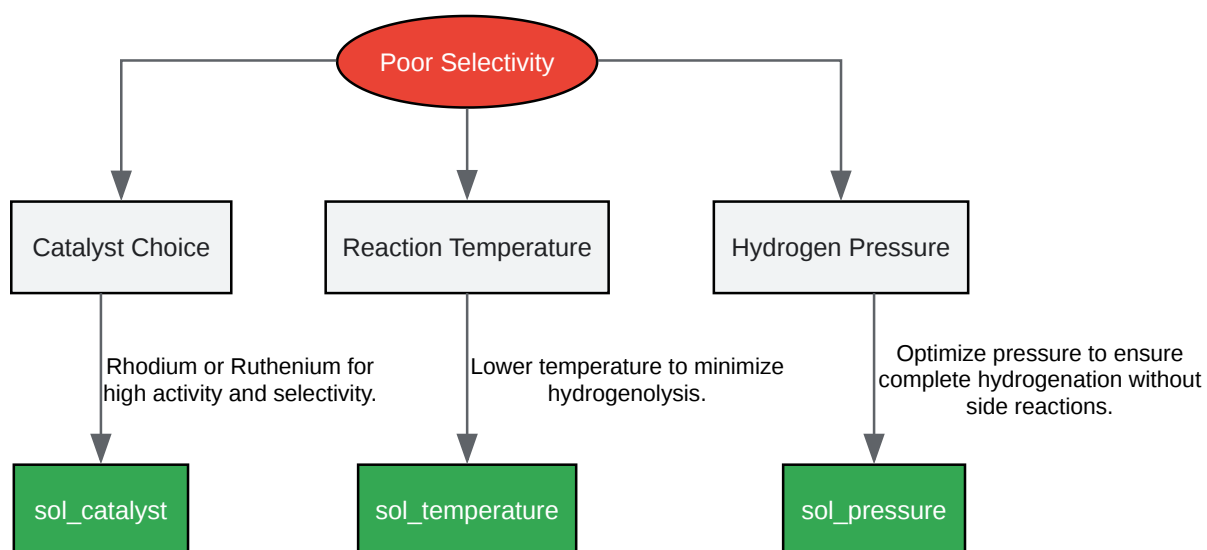 Poor Selectivity
Catalyst Choice
Reaction Temperature
Hydrogen Pressure
Rhodium or Ruthenium for
high activity and selectivity.
Lower temperature to minimize
hydrogenolysis.
Optimize pressure to ensure
complete hydrogenation without
side reactions.
sol_catalyst
sol_temperature
sol_pressure